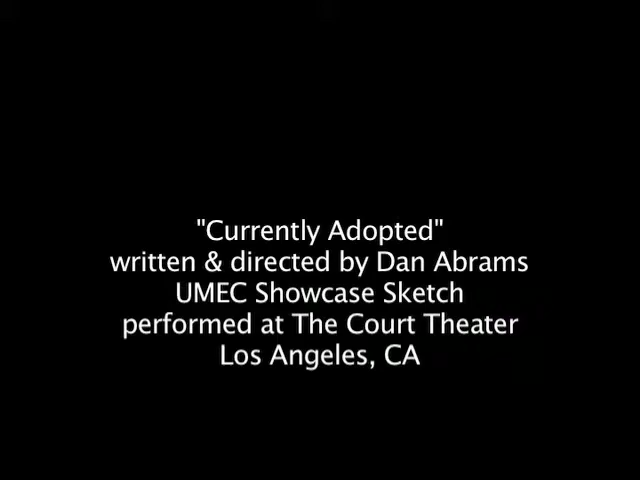 "Currently Adopted"
written & directed by Dan Abrams
UMEC Showcase Sketch
performed at The Court Theater
Los Angeles, CA